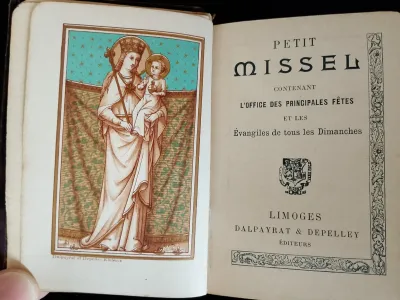 PETIT
MISSEL
CONTENANT
L'OFFICE DES PRINCIPALES FÊTES
ET LES
Évangiles de tous les Dimanches
LIMOGES
DALPAYRAT & DEPELLEY
ÉDITEURS